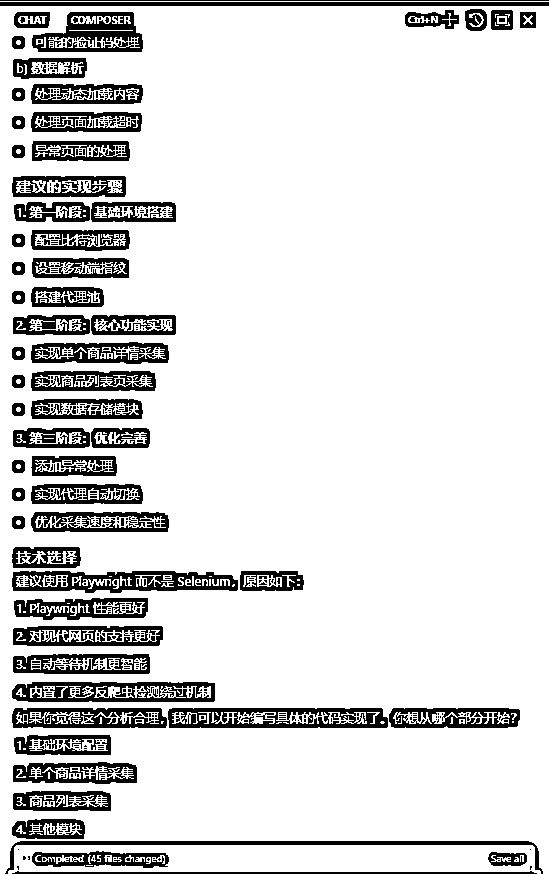 CHAT COMPOSER Ctrl+N
可能的验证码处理
b) 数据解析
处理动态加载内容
处理页面加载超时
异常页面的处理
建议的实现步骤
1. 第一阶段：基础环境搭建
配置比特浏览器
设置移动端指纹
搭建代理池
2. 第二阶段：核心功能实现
实现单个商品详情采集
实现商品列表页采集
实现数据存储模块
3. 第三阶段：优化完善
添加异常处理
实现代理自动切换
优化采集速度和稳定性
技术选择
建议使用 Playwright 而不是 Selenium，原因如下：
1. Playwright 性能更好
2. 对现代网页的支持更好
3. 自动等待机制更智能
4. 内置了更多反爬虫检测绕过机制
如果你觉得这个分析合理，我们可以开始编写具体的代码实现了。你想从哪个部分开始？
1. 基础环境配置
2. 单个商品详情采集
3. 商品列表采集
4. 其他模块
Completed (45 files changed) Save all